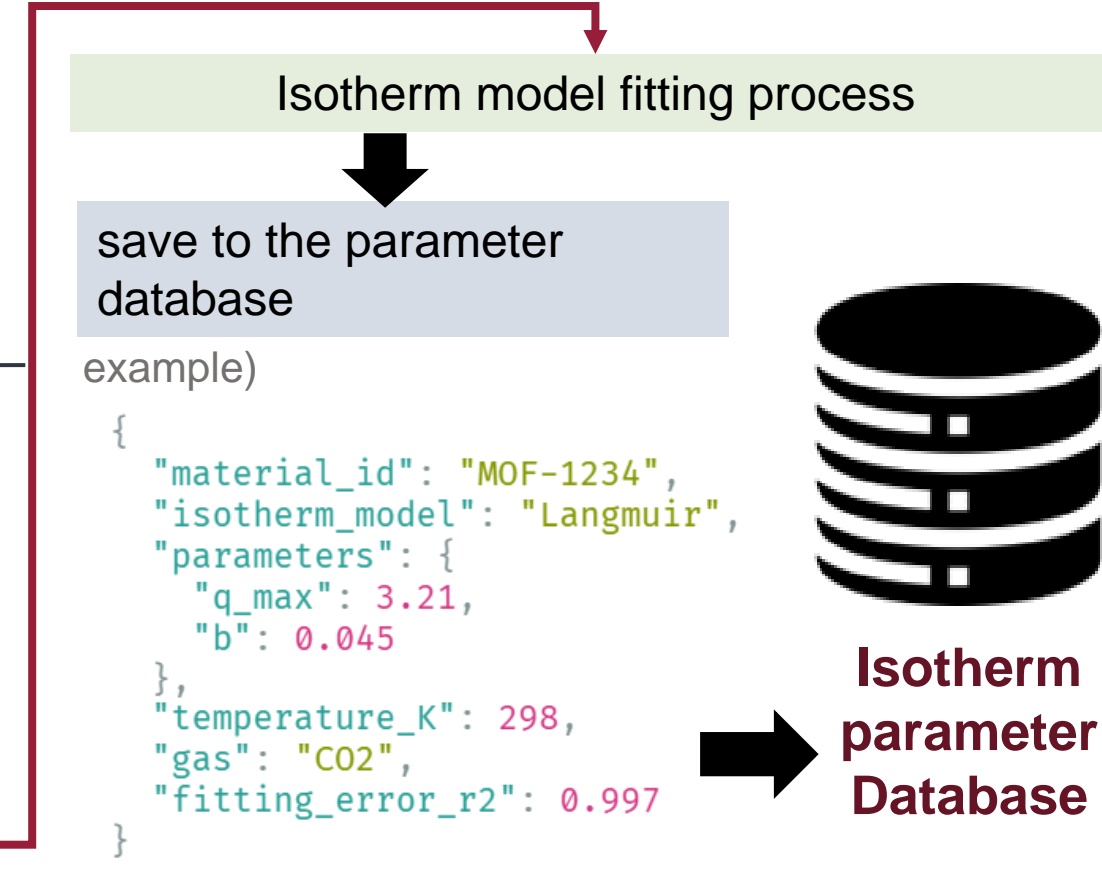 Isotherm model fitting process
save to the parameter
database
example)
{
  "material_id": "MOF-1234",
  "isotherm_model": "Langmuir",
  "parameters": {
    "q_max": 3.21,
    "b": 0.045
  },
  "temperature_K": 298,
  "gas": "CO2",
  "fitting_error_r2": 0.997
}
Isotherm
parameter
Database